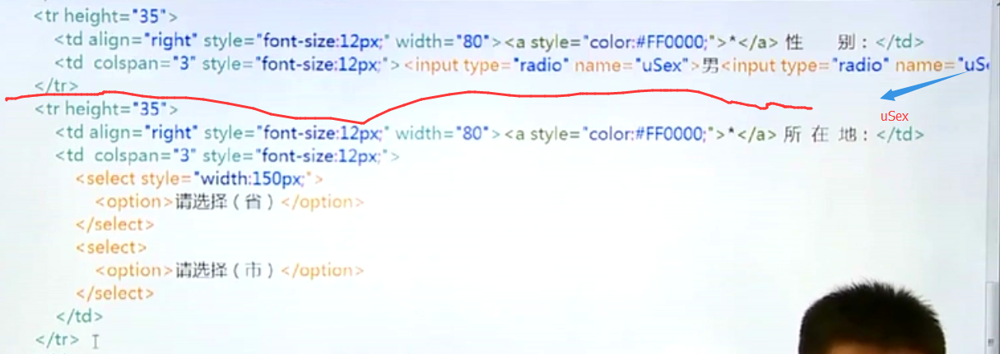 <tr height="35">
<td align="right" style="font-size:12px;" width="80"><a style="color:#FF0000;">*</a> 性 别：</td>
<td colspan="3" style="font-size:12px;"><input type="radio" name="uSex">男<input type="radio" name="uSe
</tr>
<tr height="35">
uSex
<td align="right" style="font-size:12px;" width="80"><a style="color:#FF0000;">*</a> 所 在 地：</td>
<td colspan="3" style="font-size:12px;">
<select style="width:150px;">
<option>请选择（省）</option>
</select>
<select>
<option>请选择（市）</option>
</select>
</td>
</tr>